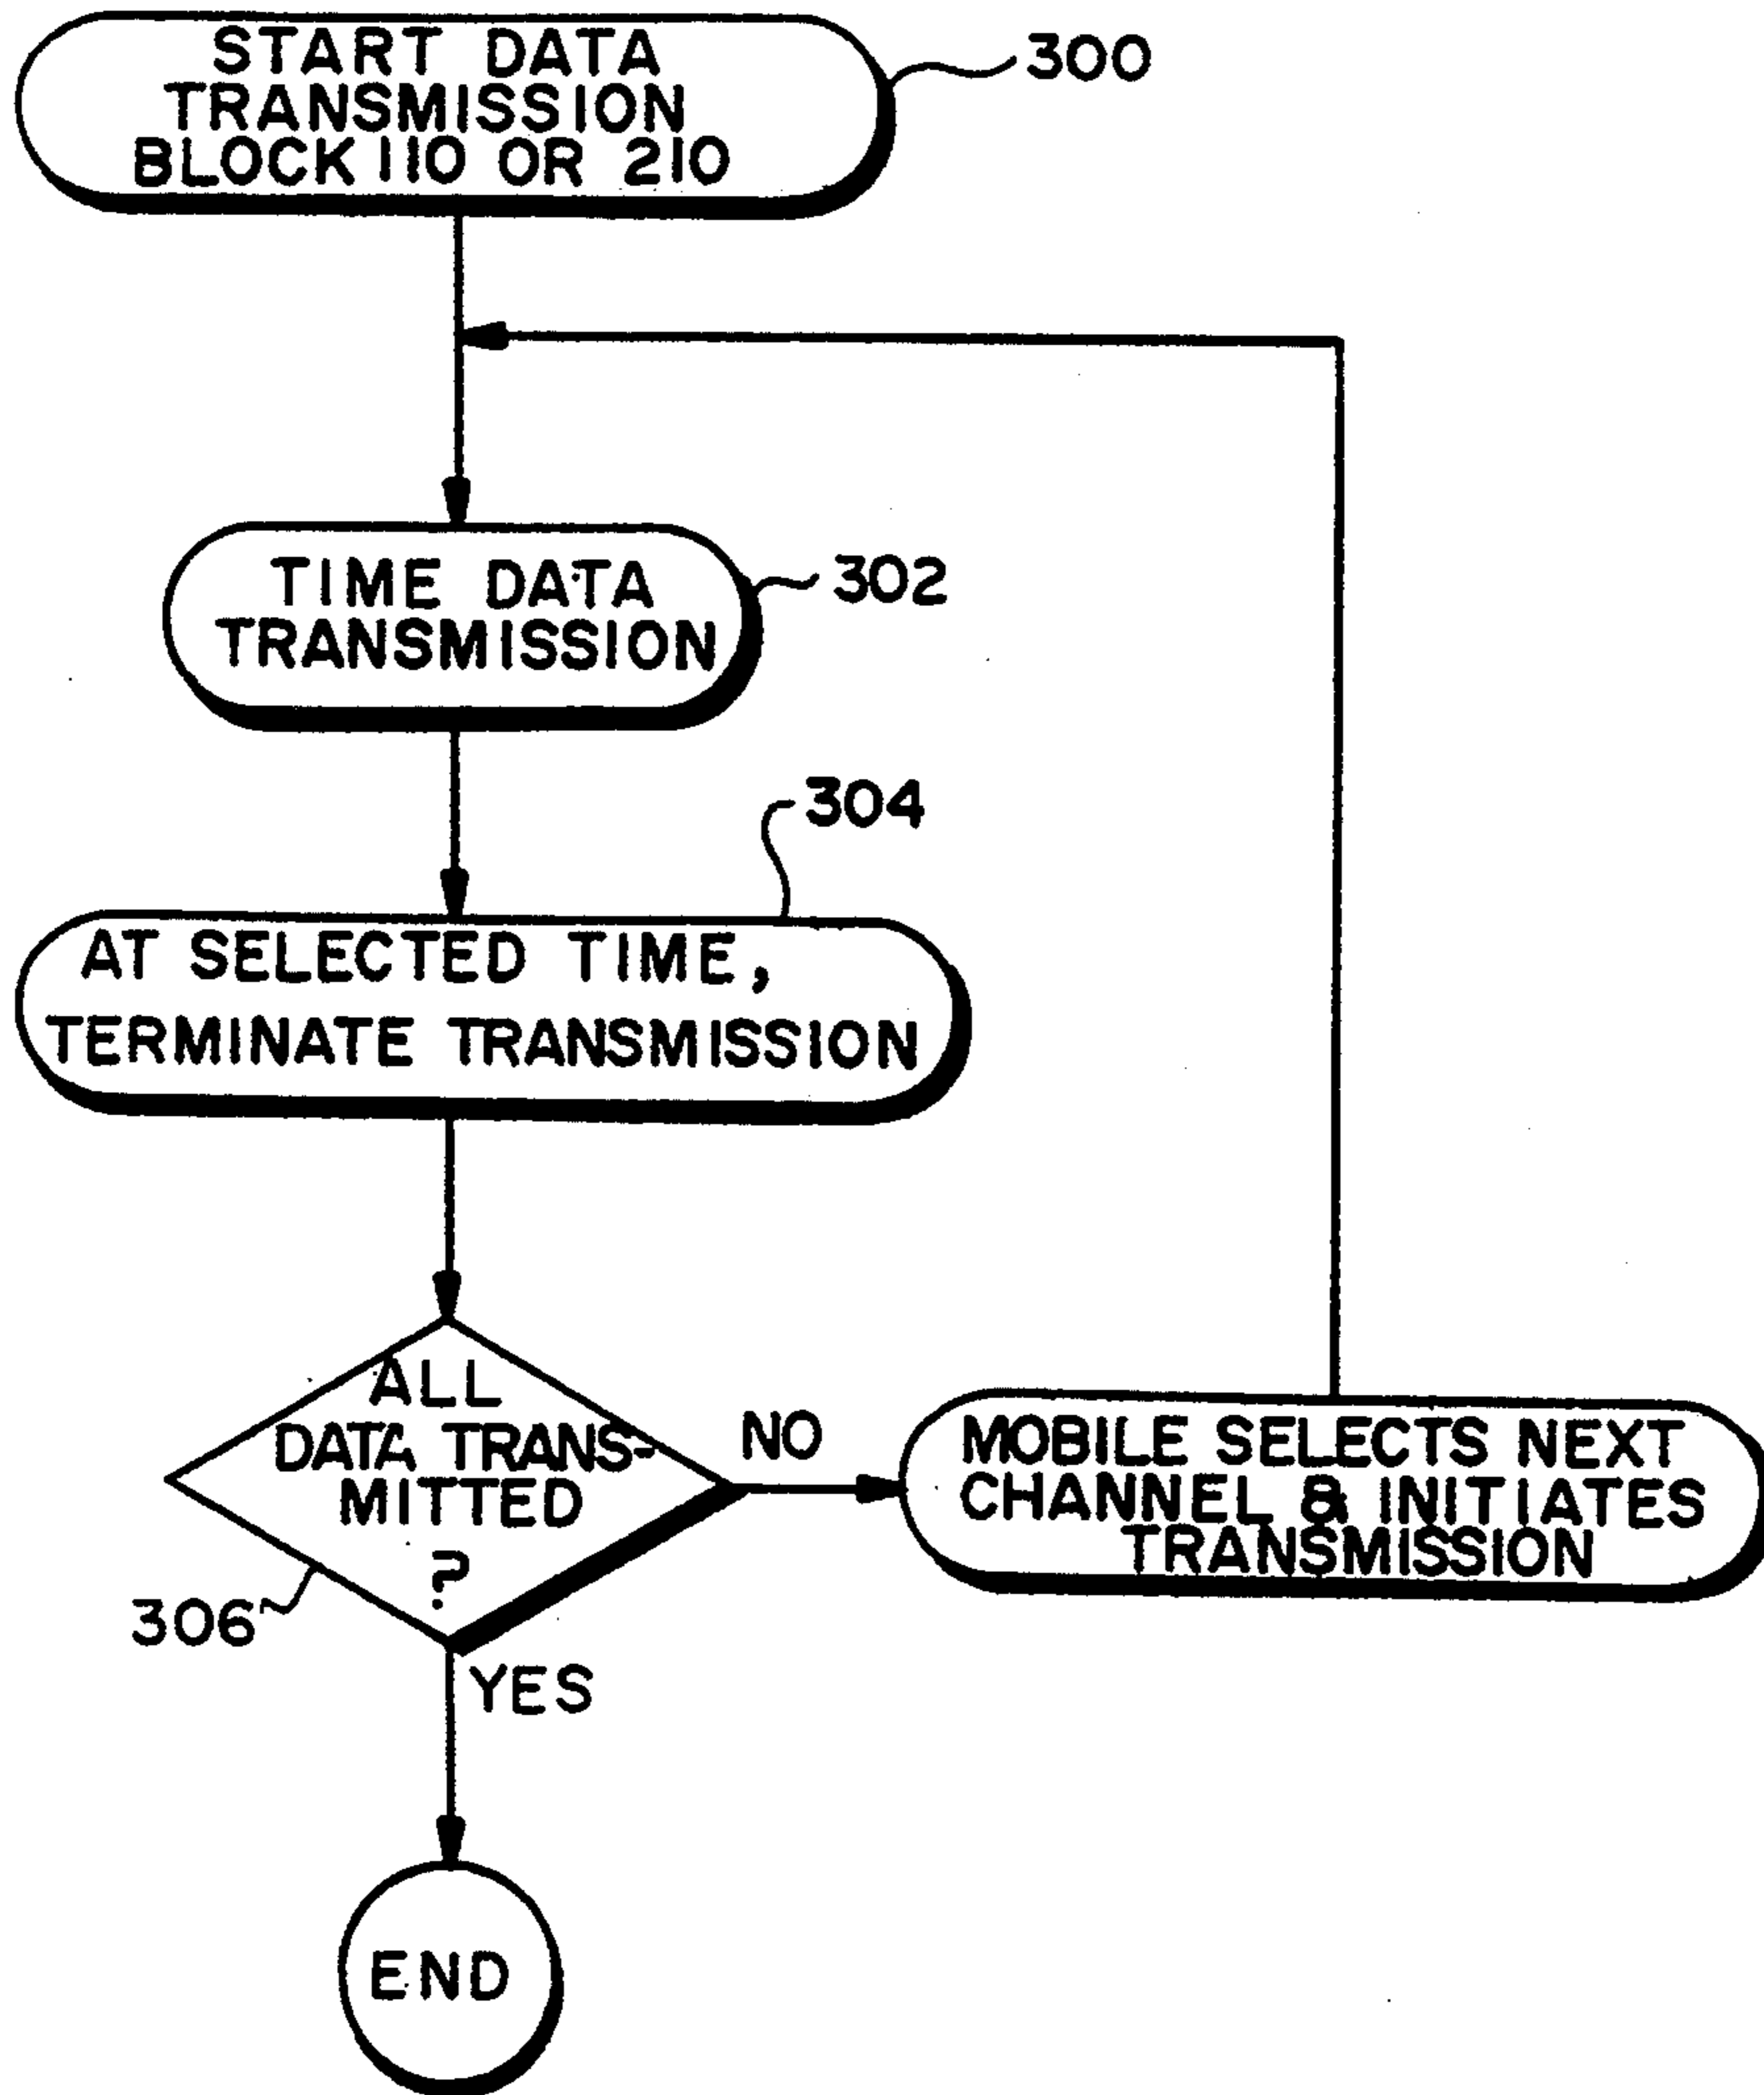 START DATA
TRANSMISSION
BLOCK 110 OR 210
300
TIME DATA
TRANSMISSION
302
304
AT SELECTED TIME,
TERMINATE TRANSMISSION
ALL
DATA TRANS-
MITTED
?
306
NO
MOBILE SELECTS NEXT
CHANNEL & INITIATES
TRANSMISSION
YES
END